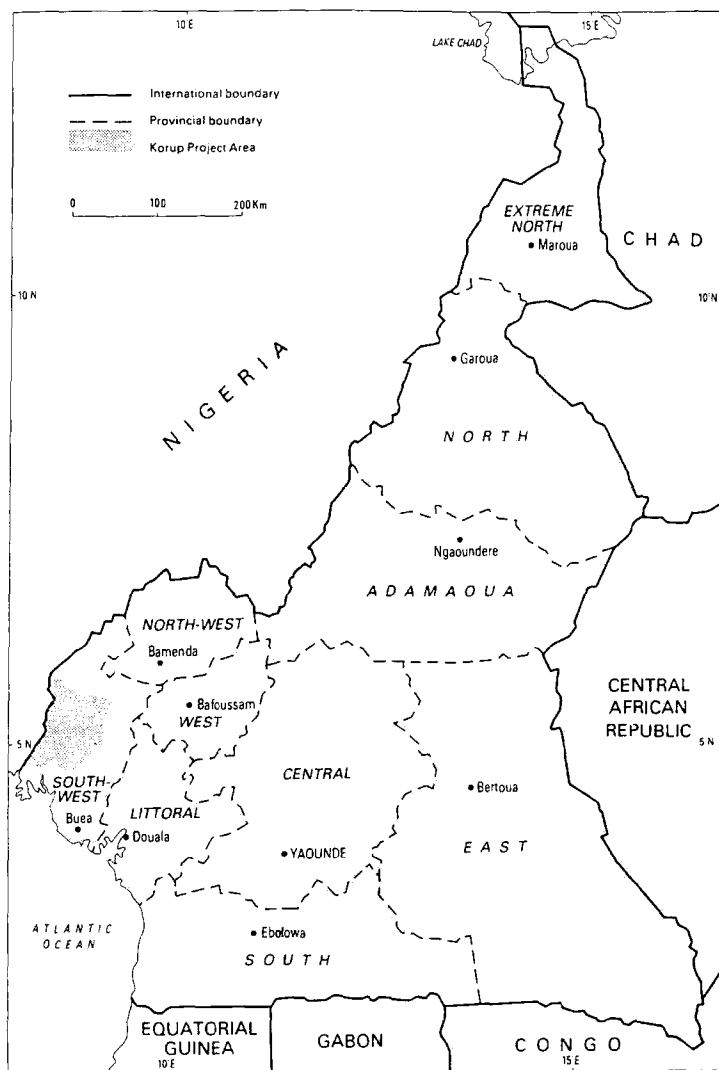 10 E
15 E
LAKE CHAD
International boundary
Provincial boundary
Korup Project Area
0 100 200 Km
EXTREME
NORTH
Maroua
CHAD
10 N
10°N
NIGERIA
Garoua
NORTH
Ngaoundere
ADAMAOUA
NORTH-WEST
Bamenda
Bafoussam
WEST
CENTRAL
AFRICAN
REPUBLIC
5 N
5 N
SOUTH-
WEST
Buea
LITTORAL
Douala
CENTRAL
Bertoua
YAOUNDE
EAST
ATLANTIC
OCEAN
Ebolowa
SOUTH
EQUATORIAL
GUINEA
GABON
CONGO
10°E
15°E